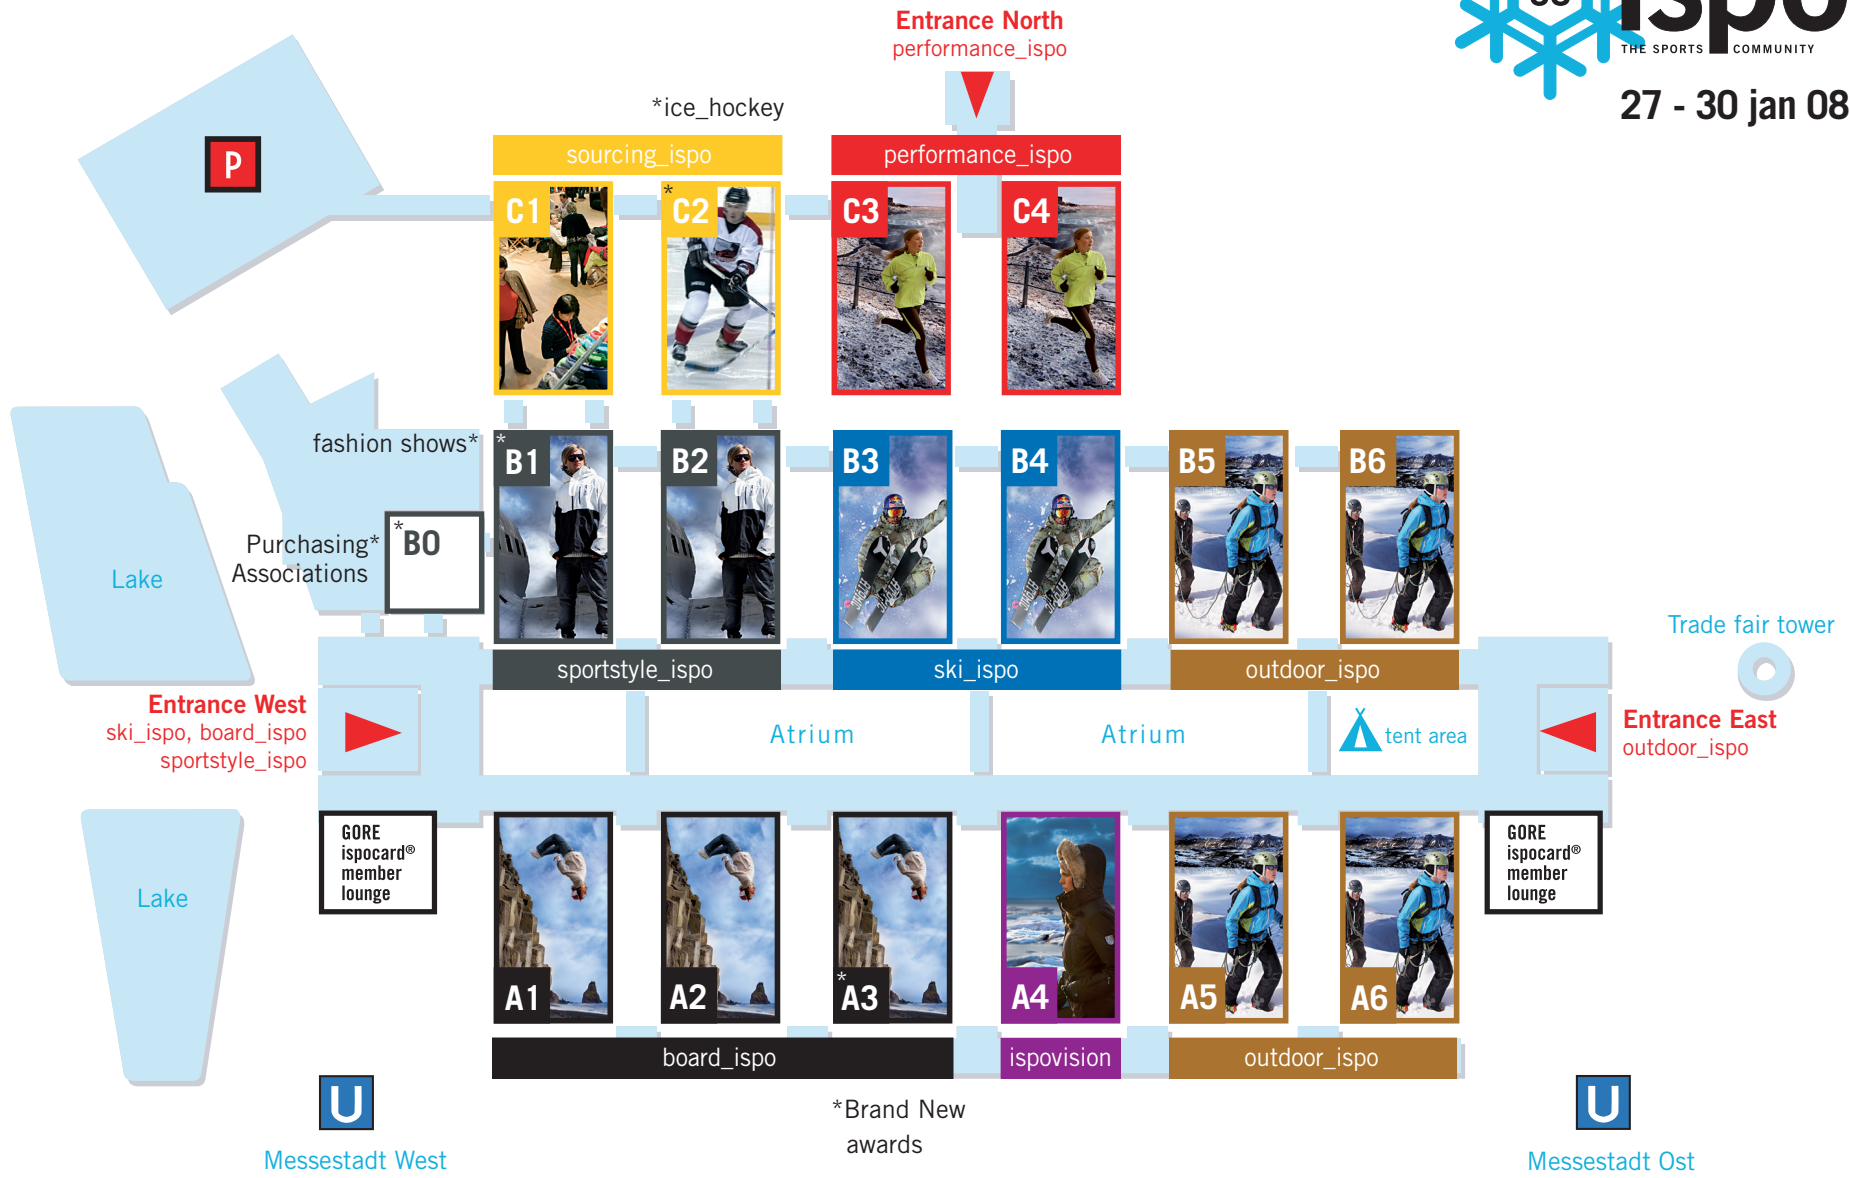 Entrance North
performance_ispo
ispo
THE SPORTS COMMUNITY
27 - 30 jan 08
*ice_hockey
P
sourcing_ispo
performance_ispo
C1
*
C2
C3
C4
fashion shows*
*
B1
B2
B3
B4
B5
B6
Purchasing*
Associations
*
B0
Lake
sportstyle_ispo
ski_ispo
outdoor_ispo
Trade fair tower
Entrance West
ski_ispo, board_ispo
sportstyle_ispo
Atrium
Atrium
tent area
Entrance East
outdoor_ispo
GORE
ispocard®
member
lounge
GORE
ispocard®
member
lounge
Lake
A1
A2
*
A3
A4
A5
A6
board_ispo
ispovision
outdoor_ispo
*Brand New
awards
U
Messestadt West
U
Messestadt Ost